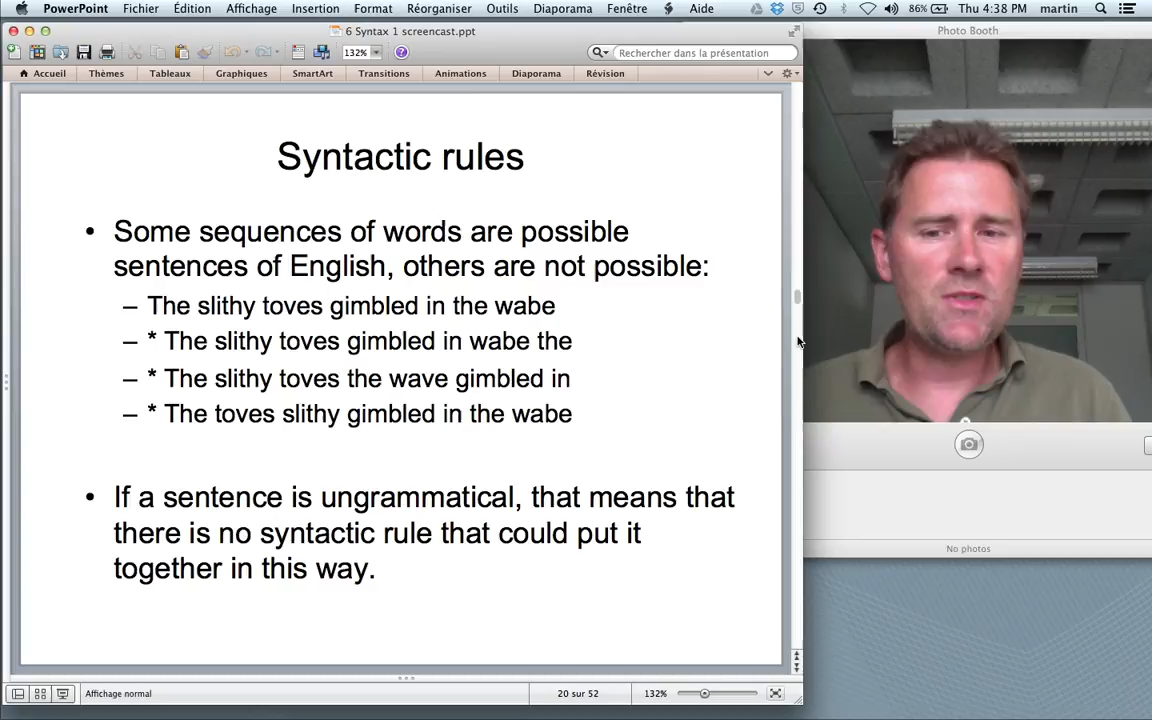 PowerPoint Fichier Édition Affichage Insertion Format Réorganiser Outils Diaporama Fenêtre Aide 86% Thu 4:38 PM martin
6 Syntax 1 screencast.ppt
Photo Booth
132% Rechercher dans la présentation
Accueil Thèmes Tableaux Graphiques SmartArt Transitions Animations Diaporama Révision
Syntactic rules
• Some sequences of words are possible
sentences of English, others are not possible:
– The slithy toves gimbled in the wabe
– * The slithy toves gimbled in wabe the
– * The slithy toves the wave gimbled in
– * The toves slithy gimbled in the wabe
• If a sentence is ungrammatical, that means that
there is no syntactic rule that could put it
together in this way.
No photos
Affichage normal 20 sur 52 132%